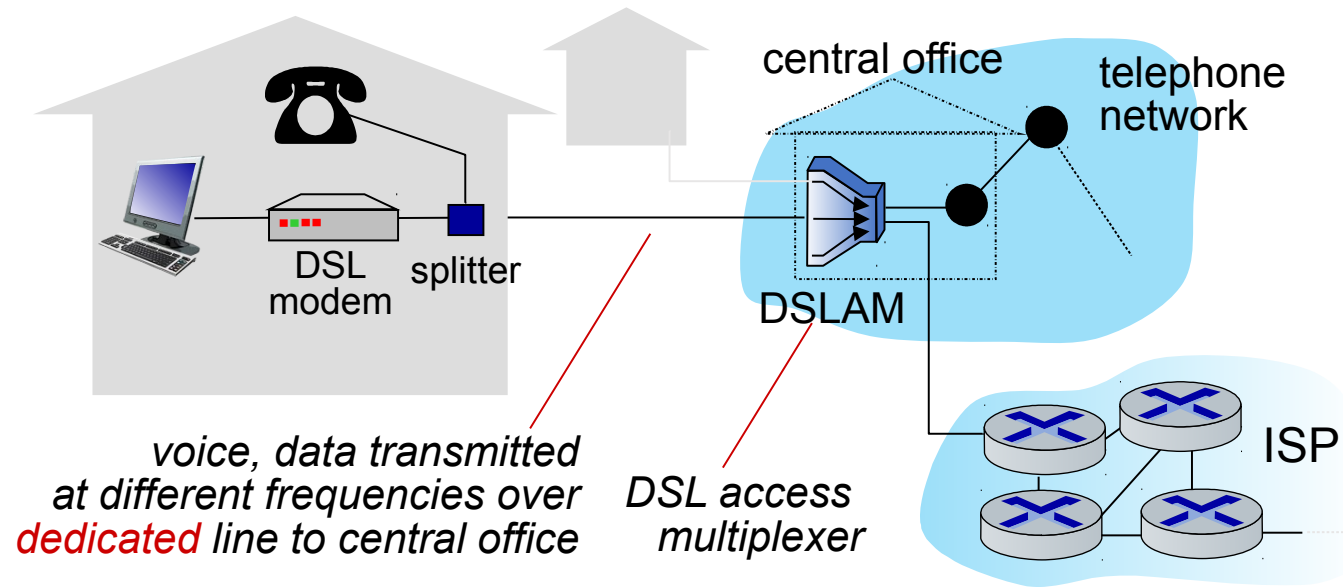 central office
telephone
network
DSL
modem
splitter
DSLAM
voice, data transmitted
at different frequencies over
dedicated line to central office
DSL access
multiplexer
ISP